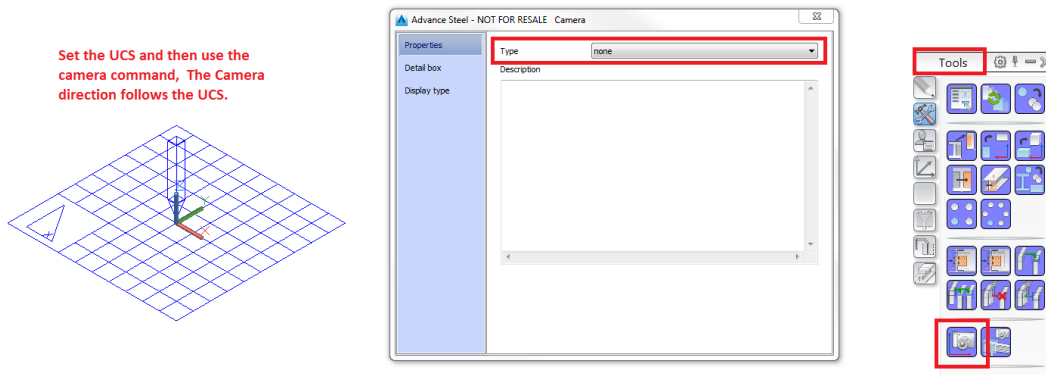 Set the UCS and then use the
camera command, The Camera
direction follows the UCS.
X
Y
X
Advance Steel - NOT FOR RESALE Camera
Properties
Detail box
Display type
Type
none
Description
Tools